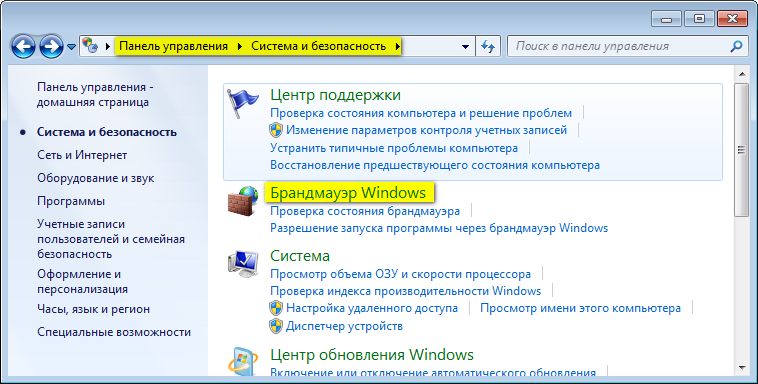 Панель управления Система и безопасность
Поиск в панели управления
Панель управления -
домашняя страница
Система и безопасность
Сеть и Интернет
Оборудование и звук
Программы
Учетные записи
пользователей и семейная
безопасность
Оформление и
персонализация
Часы, язык и регион
Специальные возможности
Центр поддержки
Проверка состояния компьютера и решение проблем
Изменение параметров контроля учетных записей
Устранить типичные проблемы компьютера
Восстановление предшествующего состояния компьютера
Брандмауэр Windows
Проверка состояния брандмауэра
Разрешение запуска программы через брандмауэр Windows
Система
Просмотр объема ОЗУ и скорости процессора
Проверка индекса производительности Windows
Настройка удаленного доступа Просмотр имени этого компьютера
Диспетчер устройств
Центр обновления Windows
Включение или отключение автоматического обновления